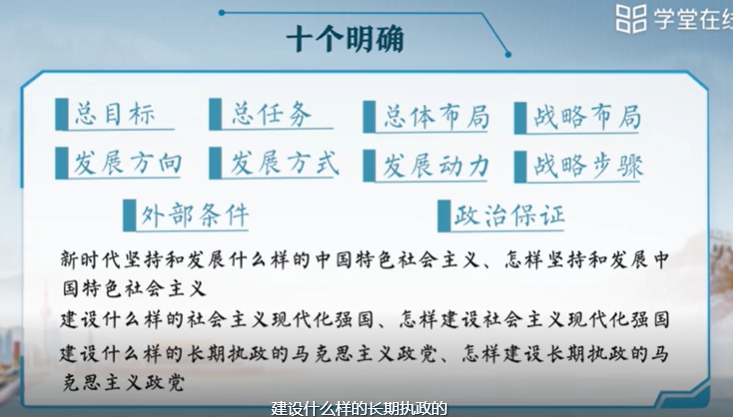 学堂在线
十个明确
总目标 总任务 总体布局 战略布局
发展方向 发展方式 发展动力 战略步骤
外部条件 政治保证
新时代坚持和发展什么样的中国特色社会主义、怎样坚持和发展中
国特色社会主义
建设什么样的社会主义现代化强国、怎样建设社会主义现代化强国
建设什么样的长期执政的马克思主义政党、怎样建设长期执政的马
克思主义政党
建设什么样的长期执政的